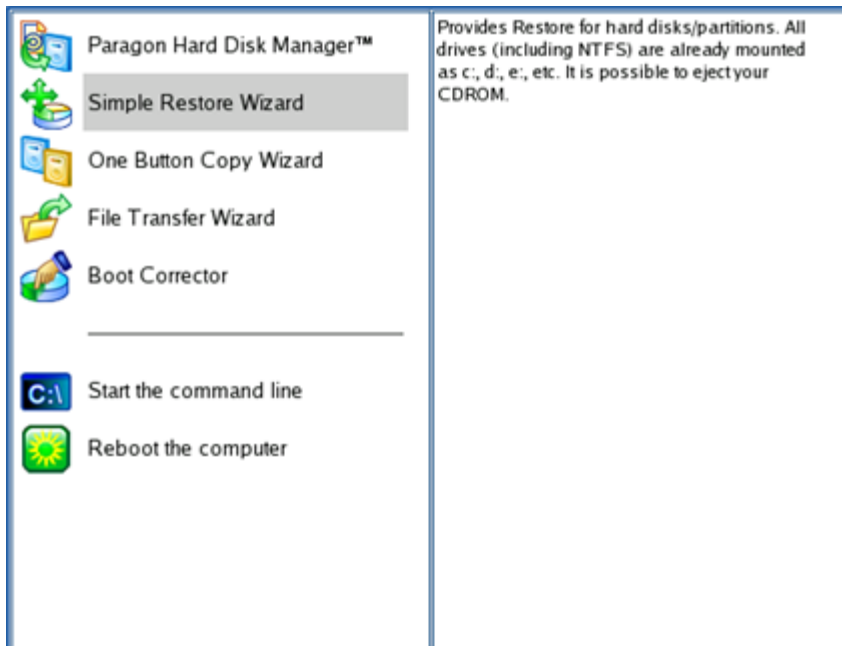 Paragon Hard Disk Manager™
Simple Restore Wizard
One Button Copy Wizard
File Transfer Wizard
Boot Corrector
C:\
Start the command line
Reboot the computer
Provides Restore for hard disks/partitions. All
drives (including NTFS) are already mounted
as c:, d:, e:, etc. It is possible to eject your
CDROM.